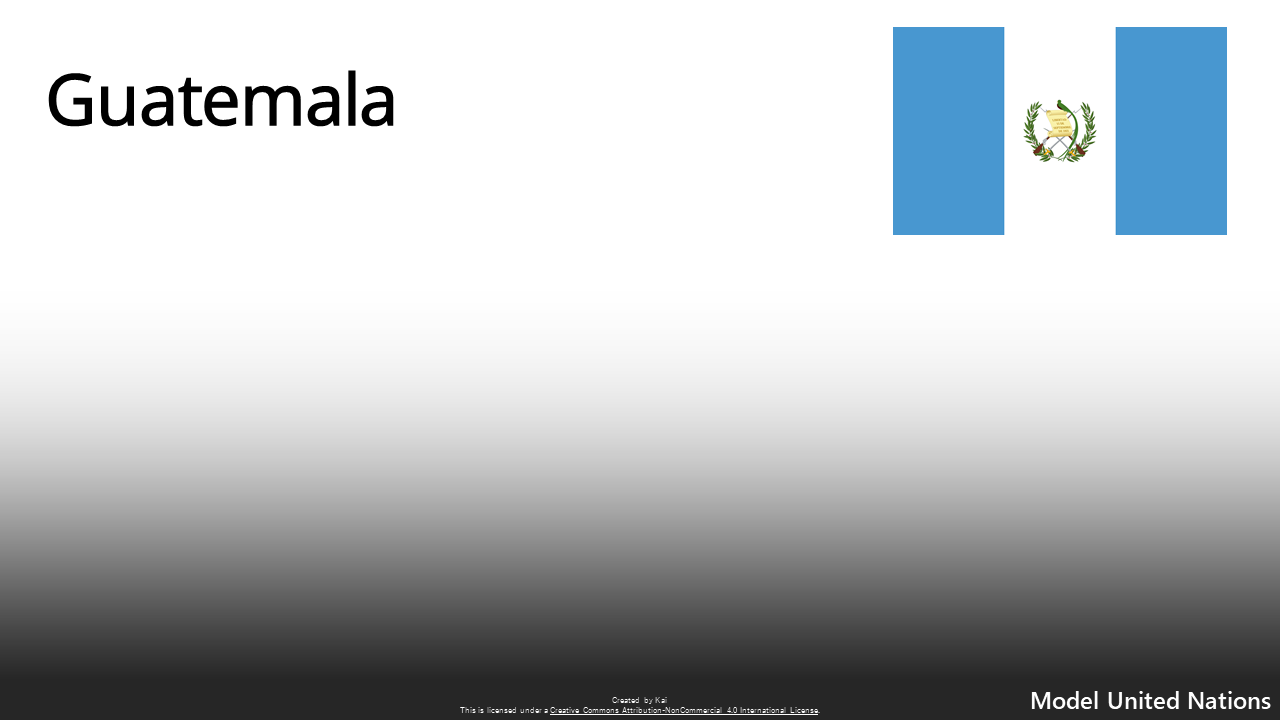 Guatemala
Created by Kai
This is licensed under a Creative Commons Attribution-NonCommercial 4.0 International License.
Model United Nations